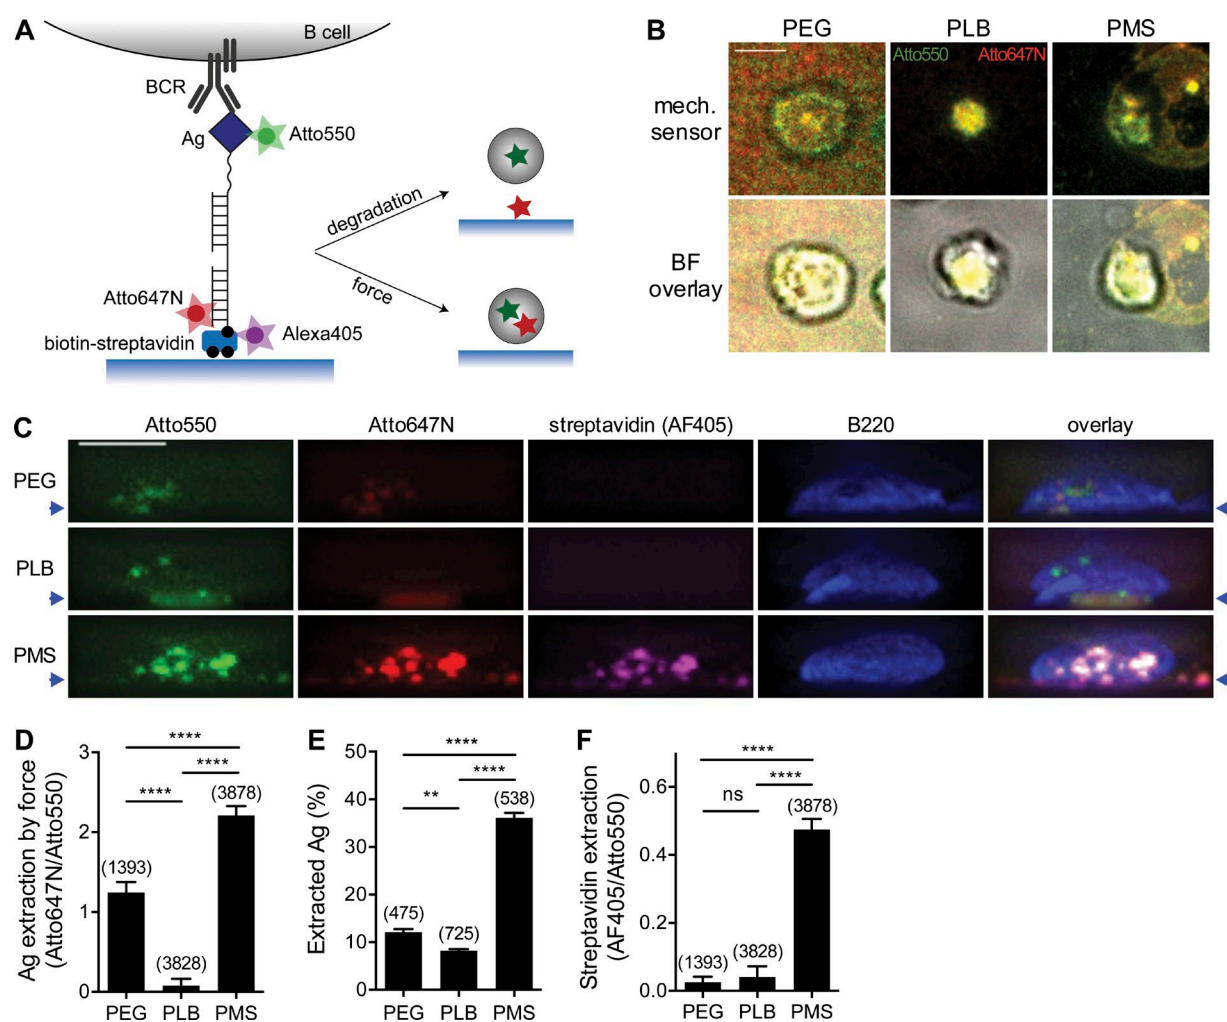 A
B cell
BCR
Ag
Atto550
degradation
force
Atto647N
biotin-streptavidin
Alexa405
B
PEG PLB PMS
Atto550 Atto647N
mech.
sensor
BF
overlay
C
Atto550 Atto647N streptavidin (AF405) B220 overlay
PEG
PLB
PMS
D
Ag extraction by force
(Atto647N/Atto550)
3
2
1
0
****
****
****
(1393)
(3828)
(3878)
PEG PLB PMS
E
Extracted Ag (%)
50
40
30
20
10
0
****
****
**
(475)
(725)
(538)
PEG PLB PMS
F
Streptavidin extraction
(AF405/Atto550)
0.6
0.4
0.2
0.0
****
****
ns
(1393)
(3828)
(3878)
PEG PLB PMS